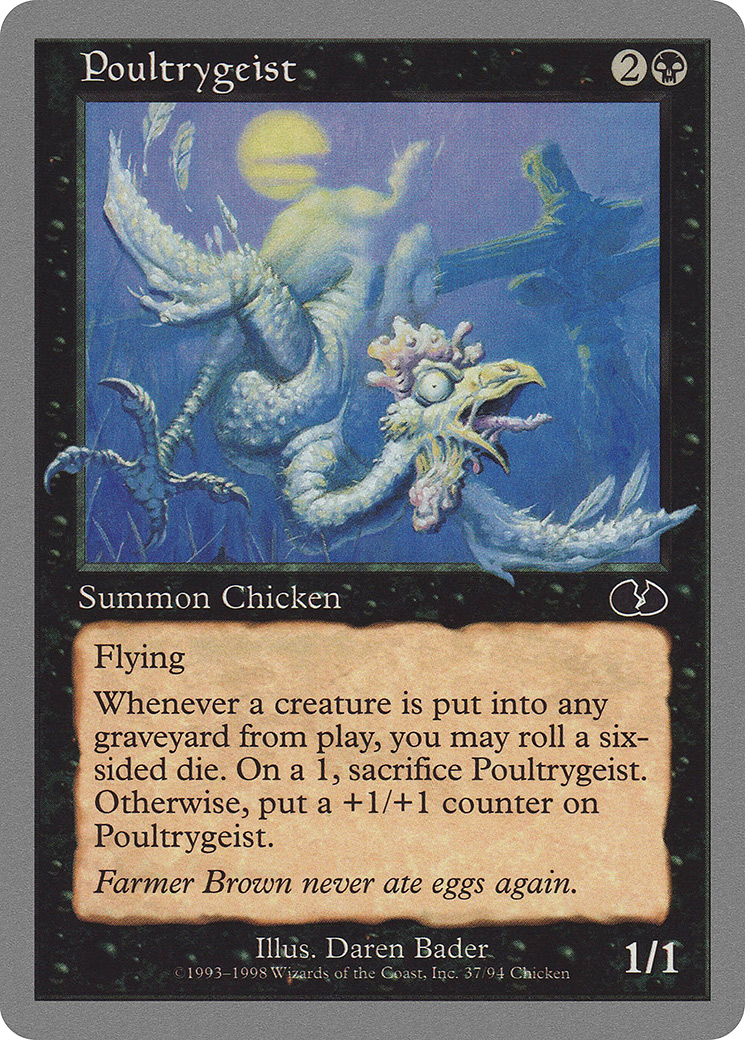 Poultrygeist 2
Summon Chicken
Flying
Whenever a creature is put into any
graveyard from play, you may roll a six-
sided die. On a 1, sacrifice Poultrygeist.
Otherwise, put a +1/+1 counter on
Poultrygeist.
Farmer Brown never ate eggs again.
Illus. Daren Bader
©1993–1998 Wizards of the Coast, Inc. 37/94 Chicken
1/1